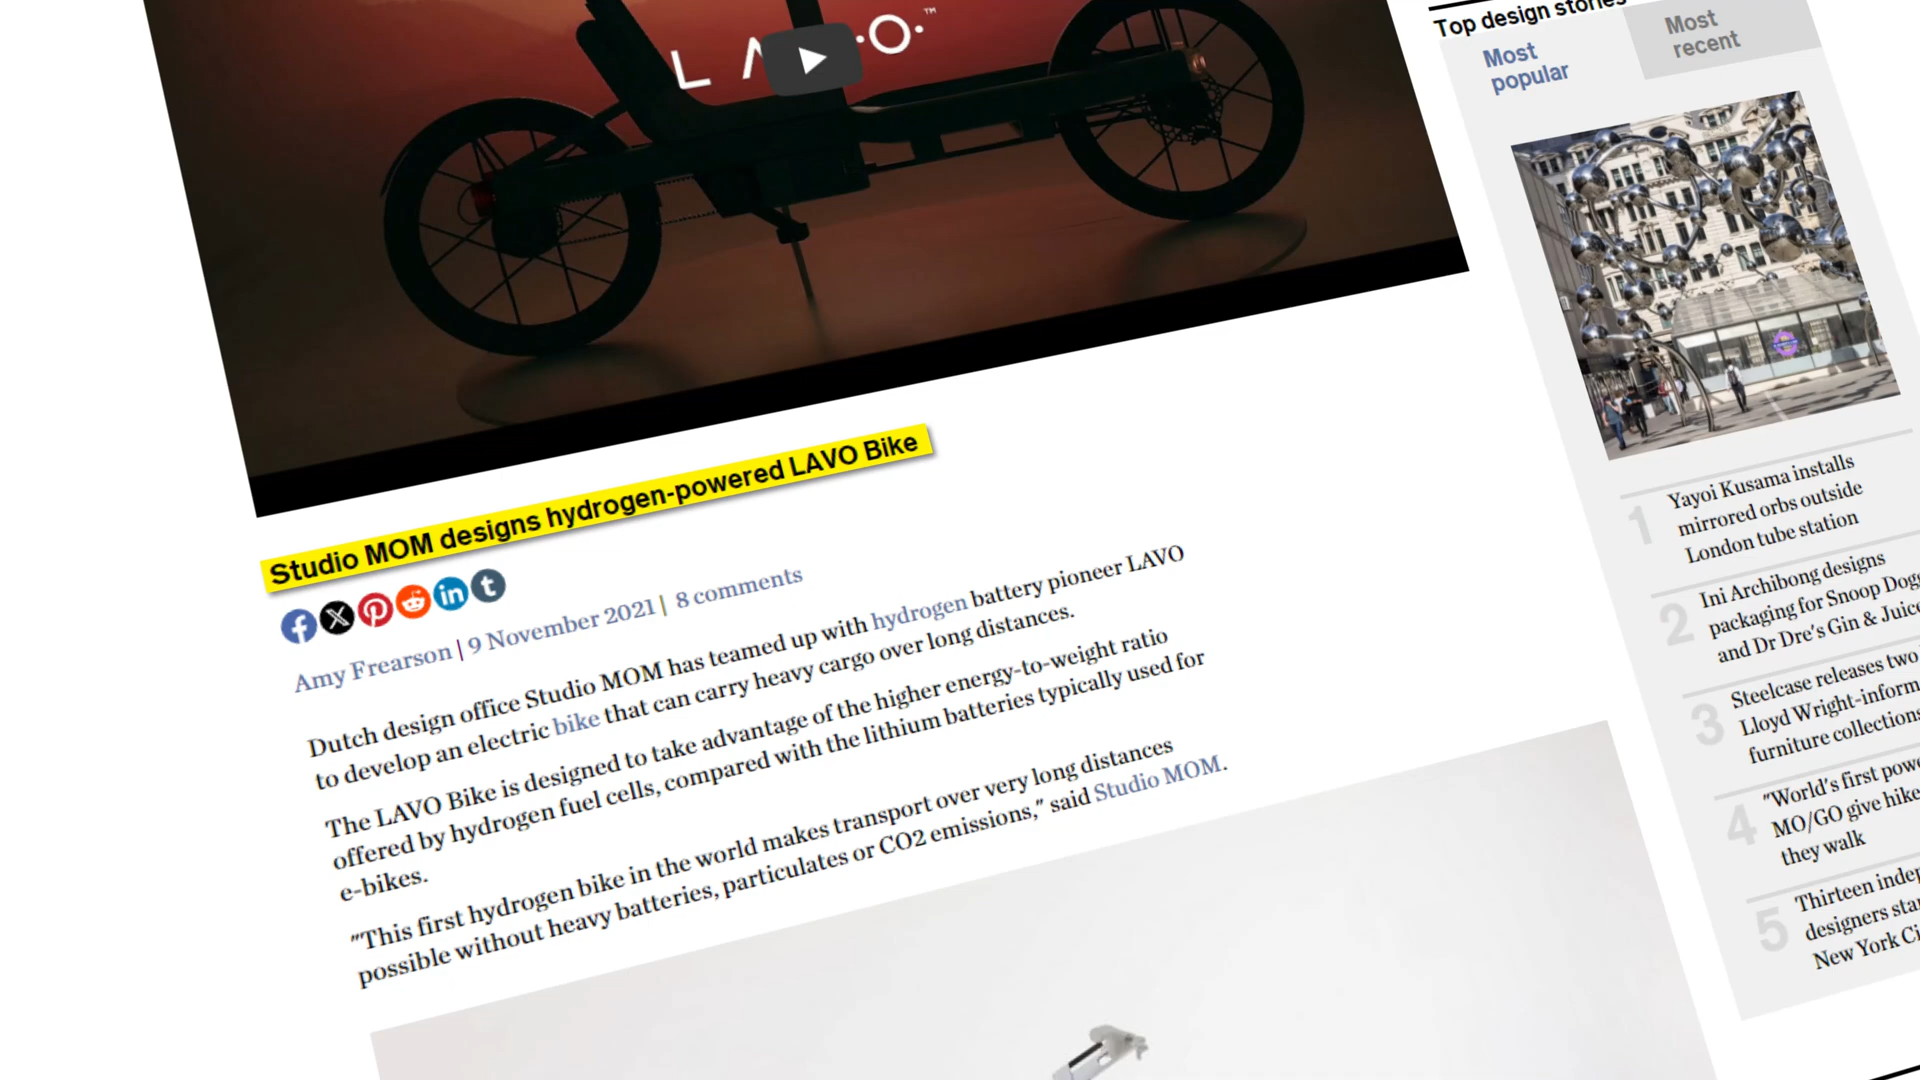 LAVO™
Top design stories
Most
popular
Most
recent
Studio MOM designs hydrogen-powered LAVO Bike
Amy Frearson | 9 November 2021 | 8 comments
Dutch design office Studio MOM has teamed up with hydrogen battery pioneer LAVO
to develop an electric bike that can carry heavy cargo over long distances.
The LAVO Bike is designed to take advantage of the higher energy-to-weight ratio
offered by hydrogen fuel cells, compared with the lithium batteries typically used for
e-bikes.
"This first hydrogen bike in the world makes transport over very long distances
possible without heavy batteries, particulates or CO2 emissions," said Studio MOM.
1
Yayoi Kusama installs
mirrored orbs outside
London tube station
2
Ini Archibong designs
packaging for Snoop Dogg
and Dr Dre's Gin & Juice
3
Steelcase releases two
Lloyd Wright-inform
furniture collections
4
"World's first powe
MO/GO give hike
they walk
5
Thirteen indep
designers star
New York Ci